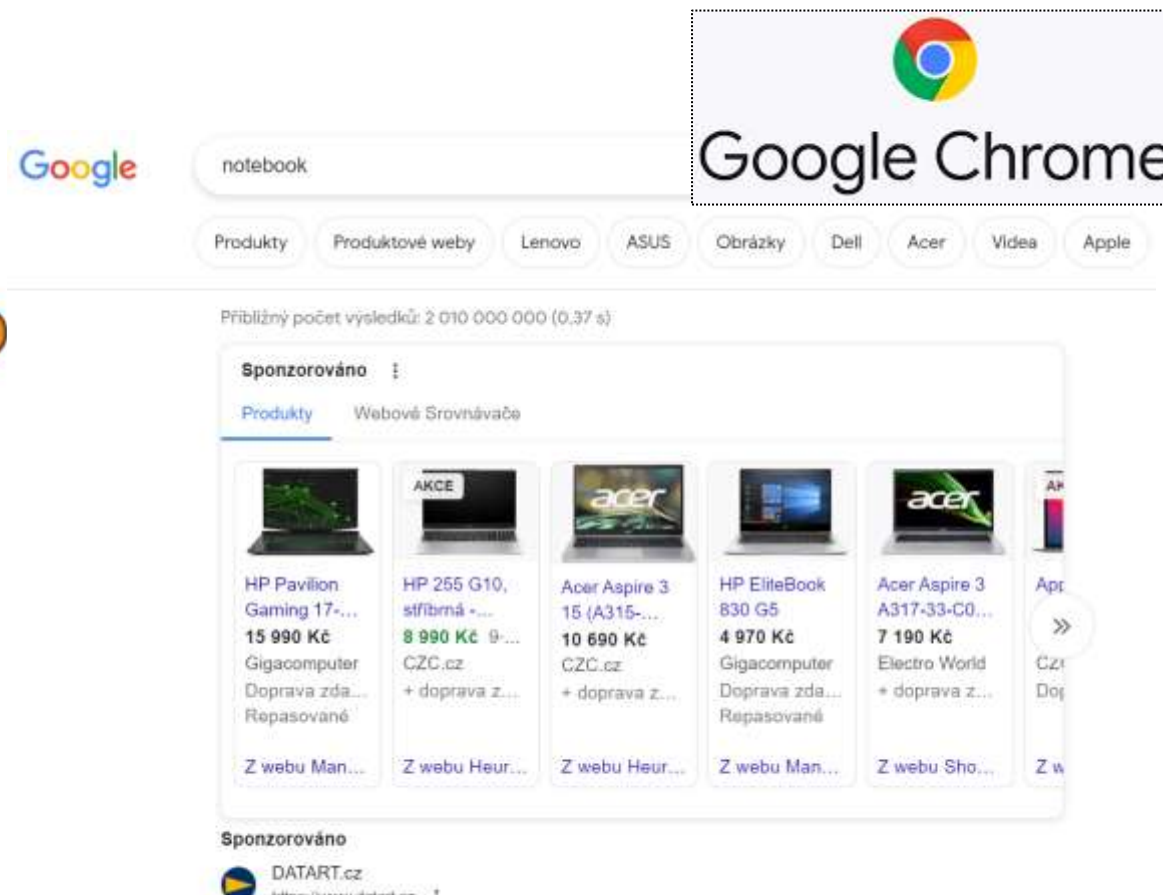 Google Chrome
Google
notebook
Produkty Produktové weby Lenovo ASUS Obrázky Dell Acer Videa Apple
Přibližný počet výsledků: 2 010 000 000 (0,37 s)
Sponzorováno
Produkty Webové Srovnávače
AKCE
acer
acer
HP Pavilion
Gaming 17-...
15 990 Kč
Gigacomputer
Doprava zda...
Repasované
Z webu Man...
HP 255 G10,
stříbrná -...
8 990 Kč 9...
CZC.cz
+ doprava z...
Z webu Heur...
Acer Aspire 3
15 (A315-...
10 690 Kč
CZC.cz
+ doprava z...
Z webu Heur...
HP EliteBook
830 G5
4 970 Kč
Gigacomputer
Doprava zda...
Repasované
Z webu Man...
Acer Aspire 3
A317-33-C0...
7 190 Kč
Electro World
+ doprava z...
Z webu Sho...
Sponzorováno
DATART.cz